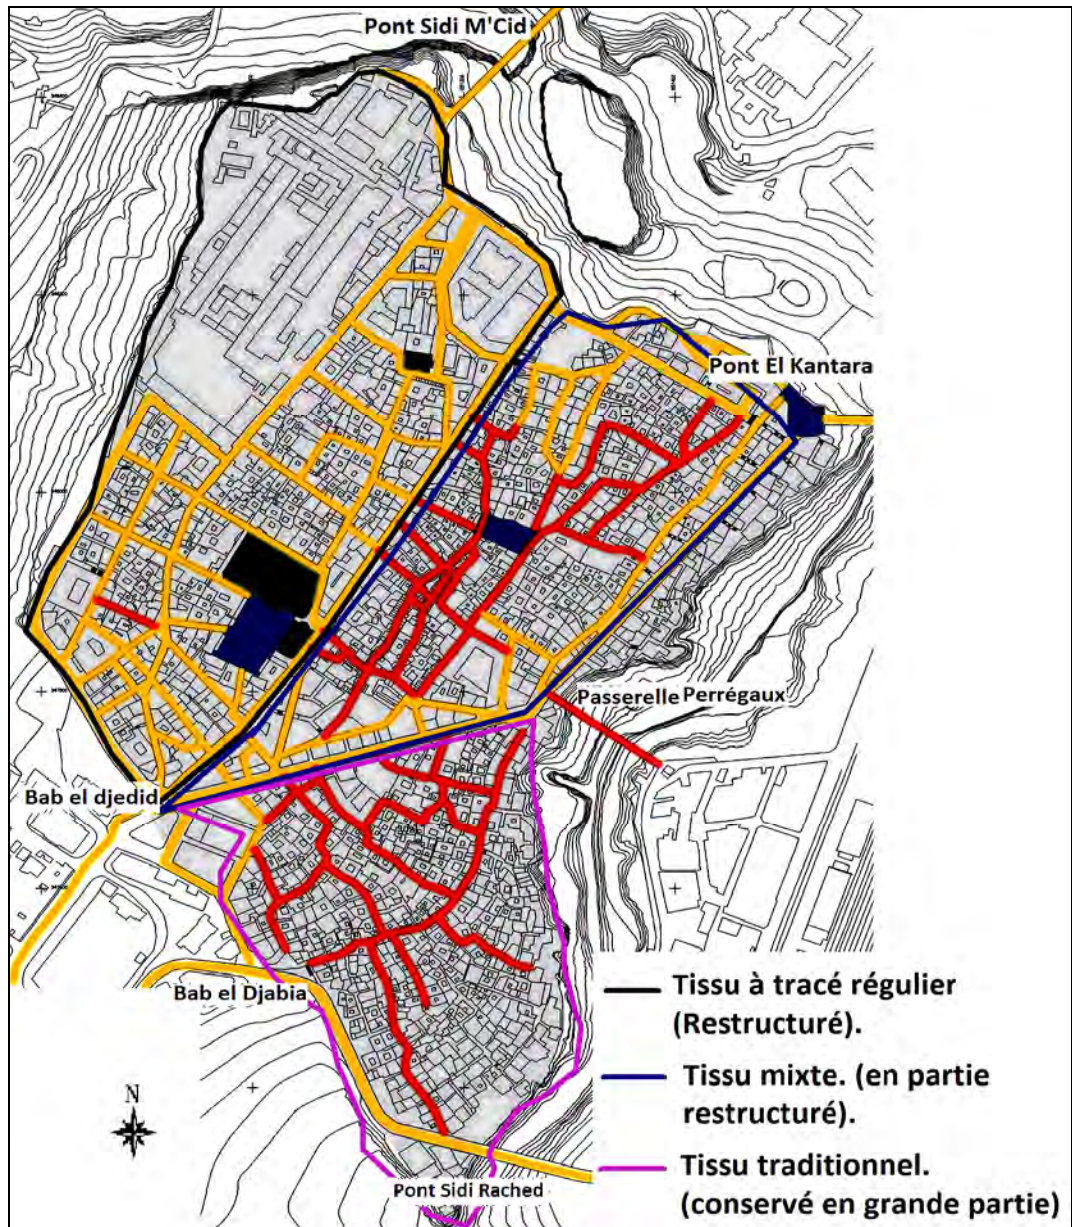 Pont Sidi M'Cid
Pont El Kantara
Passerelle Perrégaux
Bab el djedid
Bab el Djabia
N
Pont Sidi Rached
Tissu à tracé régulier
(Restructuré).
Tissu mixte. (en partie
restructuré).
Tissu traditionnel.
(conservé en grande partie)